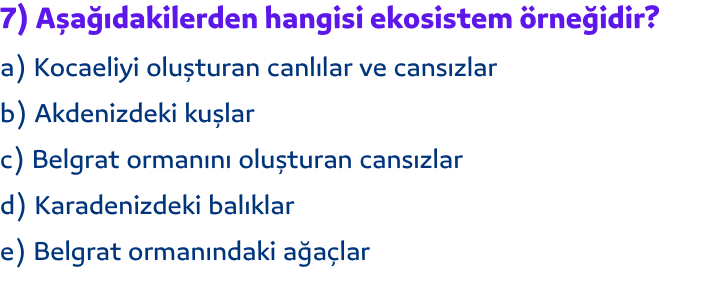 7) Aşağıdakilerden hangisi ekosistem örneğidir?
a) Kocaeliyi oluşturan canlılar ve cansızlar
b) Akdenizdeki kuşlar
c) Belgrat ormanını oluşturan cansızlar
d) Karadenizdeki balıklar
e) Belgrat ormanındaki ağaçlar